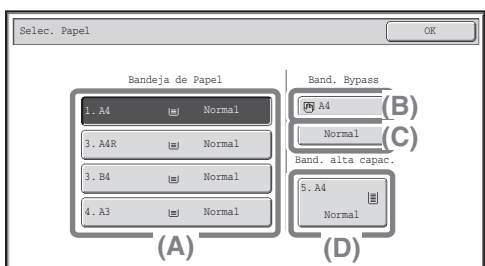 Selec. Papel OK
Bandeja de Papel Band. Bypass
1. A4 Normal
3. A4R Normal
3. B4 Normal
4. A3 Normal
(A)
A4 (B)
Normal (C)
Band. alta capac.
5. A4
Normal
(D)